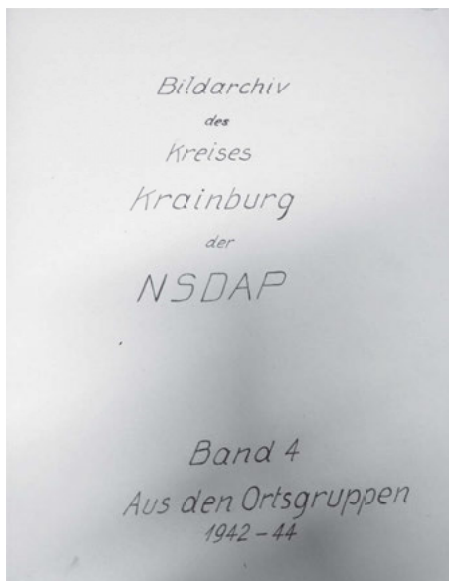 Bildarchiv
des
Kreises
Krainburg
der
NSDAP
Band 4
Aus den Ortsgruppen
1942-44